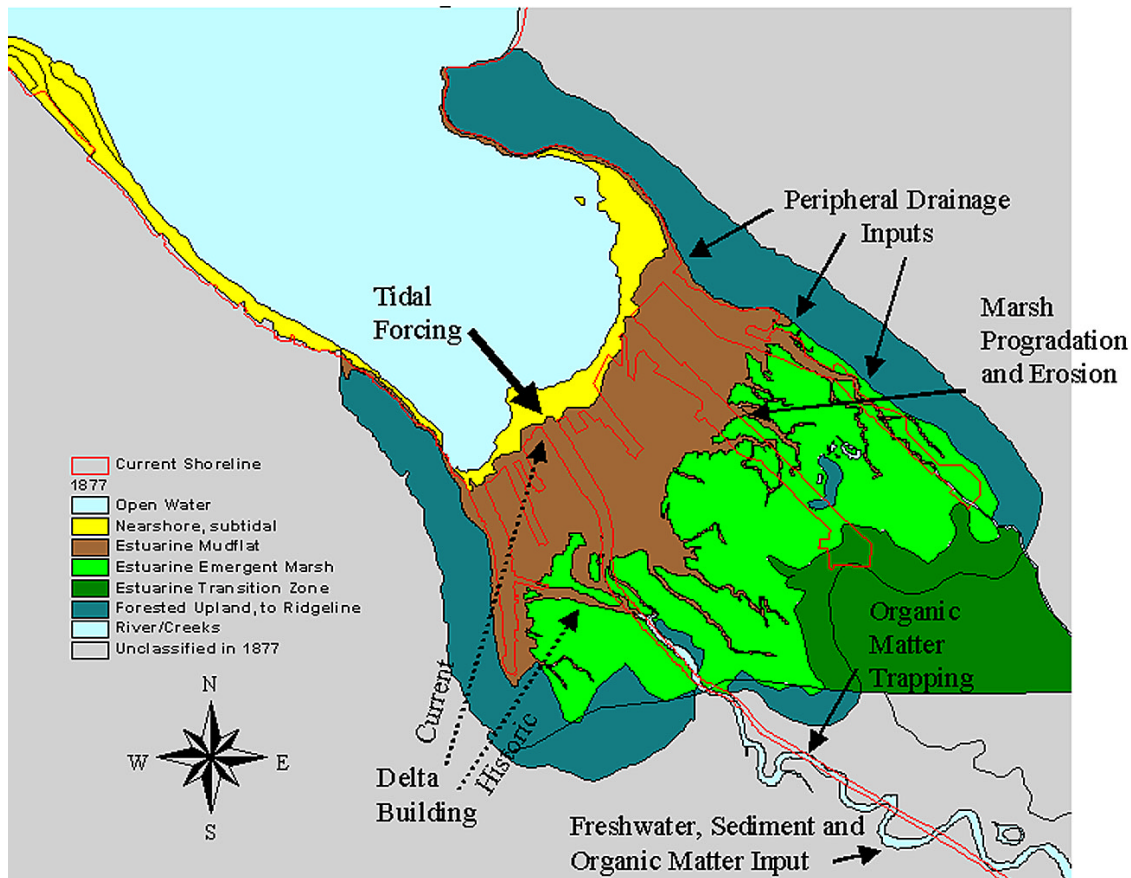 Peripheral Drainage
Inputs
Tidal
Forcing
Marsh
Progradation
and Erosion
Current Shoreline
1877
Open Water
Nearshore, subtidal
Estuarine Mudflat
Estuarine Emergent Marsh
Estuarine Transition Zone
Forested Upland, to Ridgeline
River/Creeks
Unclassified in 1877
Organic
Matter
Trapping
N
W
E
S
Current
Historic
Delta
Building
Freshwater, Sediment and
Organic Matter Input